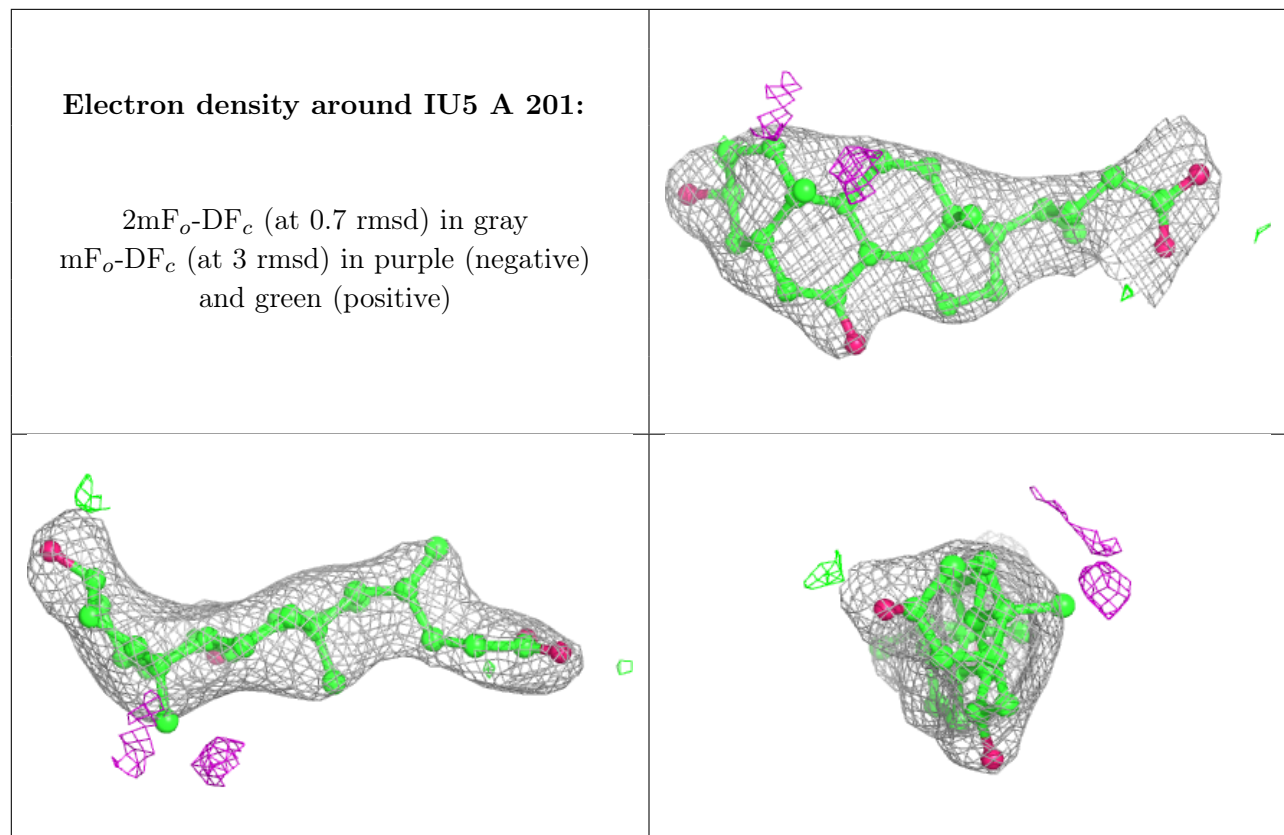 Electron density around IU5 A 201:
2mFo-DFc (at 0.7 rmsd) in gray
mFo-DFc (at 3 rmsd) in purple (negative)
and green (positive)